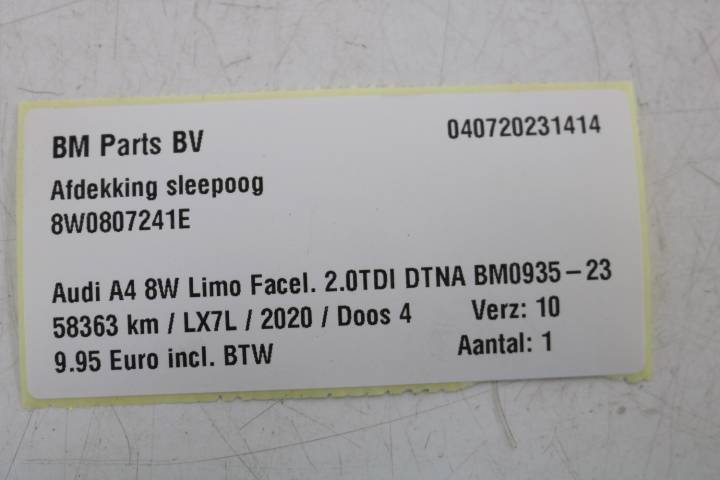 BM Parts BV 040720231414
Afdekking sleepoog
8W0807241E
Audi A4 8W Limo Facel. 2.0TDI DTNA BM0935-23
58363 km / LX7L / 2020 / Doos 4 Verz: 10
9.95 Euro incl. BTW Aantal: 1